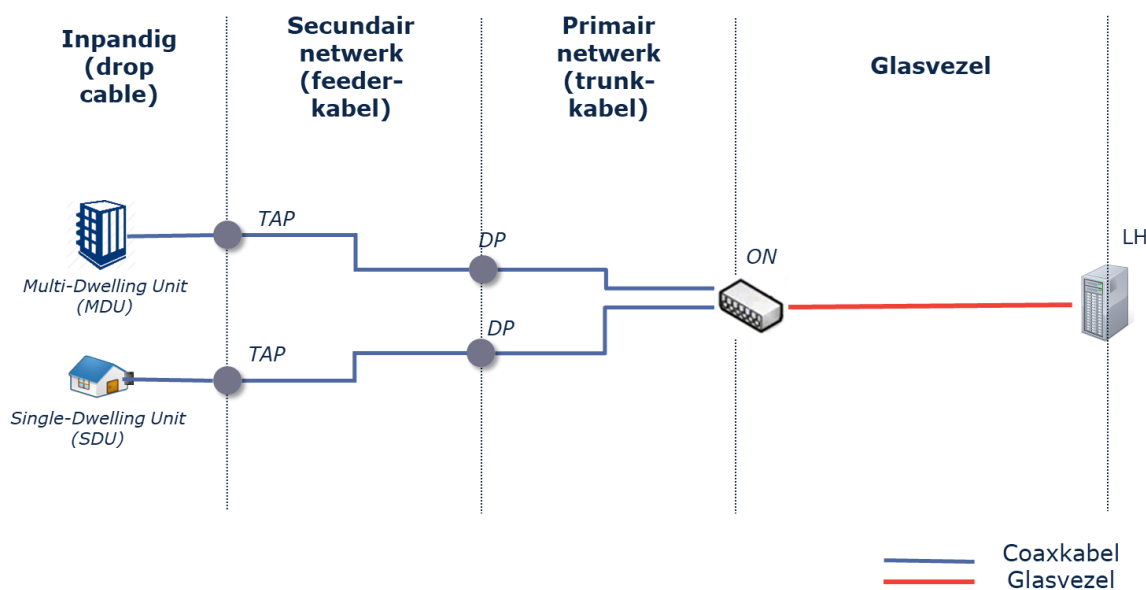 Inpandig
(drop
cable)
Secundair
netwerk
(feeder-
kabel)
Primair
netwerk
(trunk-
kabel)
Glasvezel
TAP
DP
ON
LH
Multi-Dwelling Unit
(MDU)
TAP
DP
Single-Dwelling Unit
(SDU)
Coaxkabel
Glasvezel